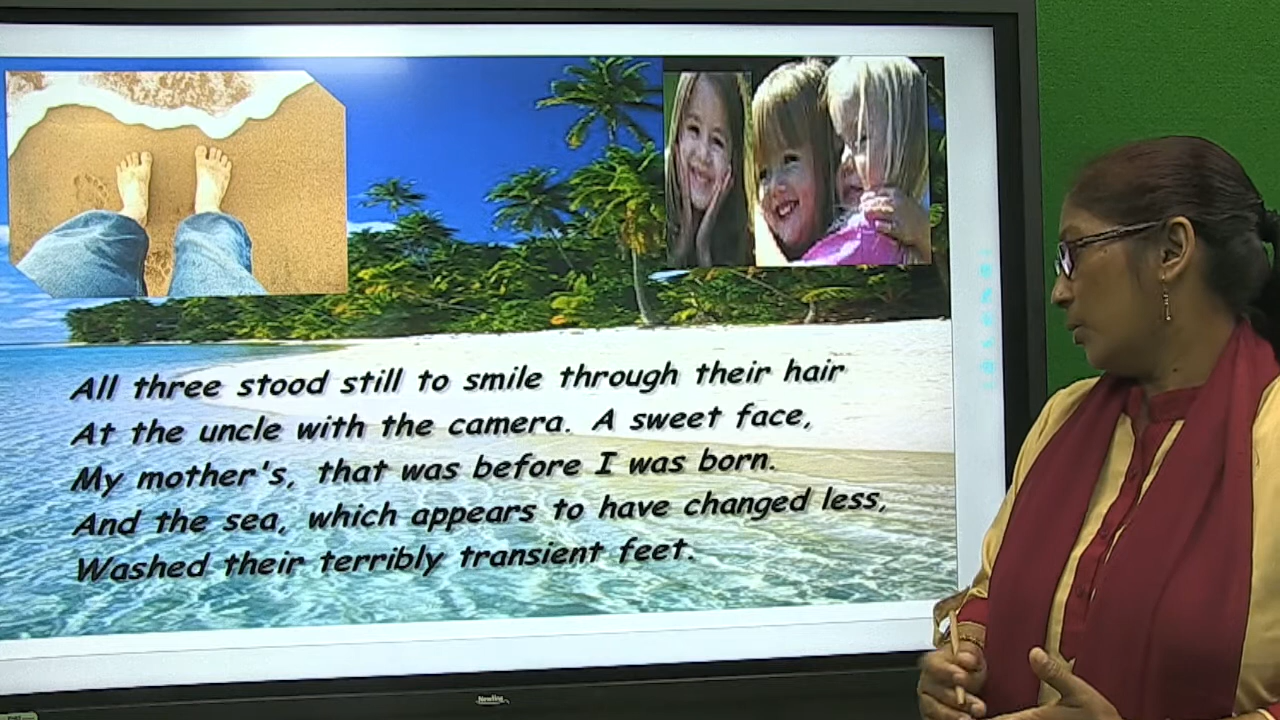 All three stood still to smile through their hair
At the uncle with the camera. A sweet face,
My mother's, that was before I was born.
And the sea, which appears to have changed less,
Washed their terribly transient feet.
Newline